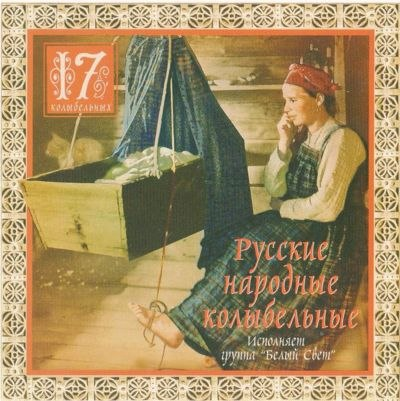 17
колыбельных
Русские
народные
колыбельные
Исполняет
группа "Белый Свет"